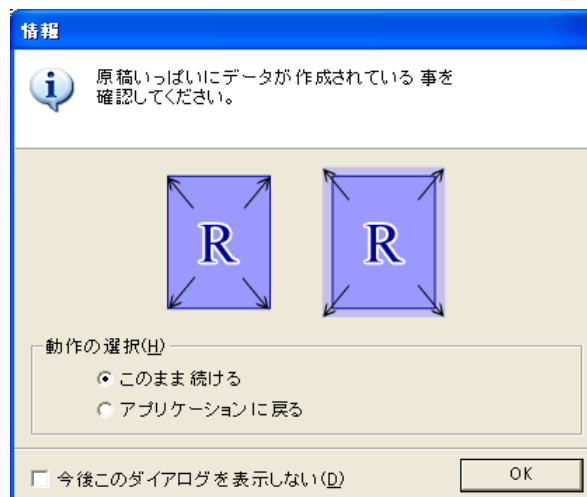 情報
原稿いっぱいにデータが作成されている 事を
確認してください。
R R
動作の選択(H)
このまま 続ける
アプリケーションに戻る
今後このダイアログを表示しない(D)
OK